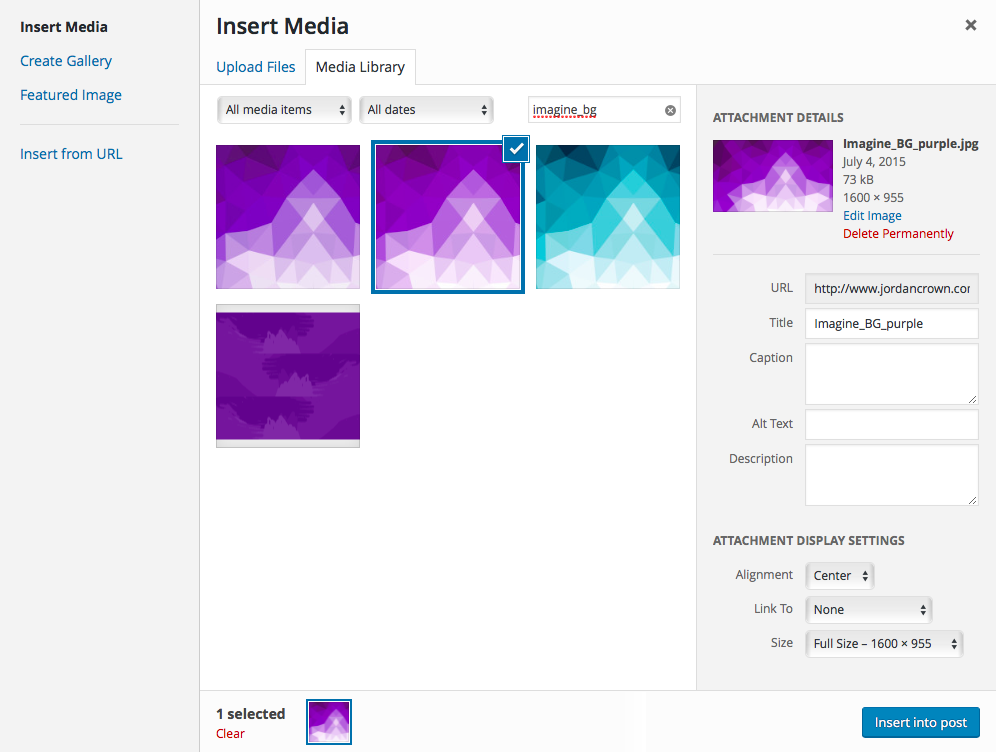 Insert Media
Create Gallery
Featured Image
Insert from URL
Insert Media
Upload Files
Media Library
All media items
All dates
imagine_bg
ATTACHMENT DETAILS
Imagine_BG_purple.jpg
July 4, 2015
73 kB
1600 × 955
Edit Image
Delete Permanently
URL http://www.jordancrown.cor
Title Imagine_BG_purple
Caption
Alt Text
Description
ATTACHMENT DISPLAY SETTINGS
Alignment Center
Link To None
Size Full Size – 1600 × 955
1 selected
Clear
Insert into post